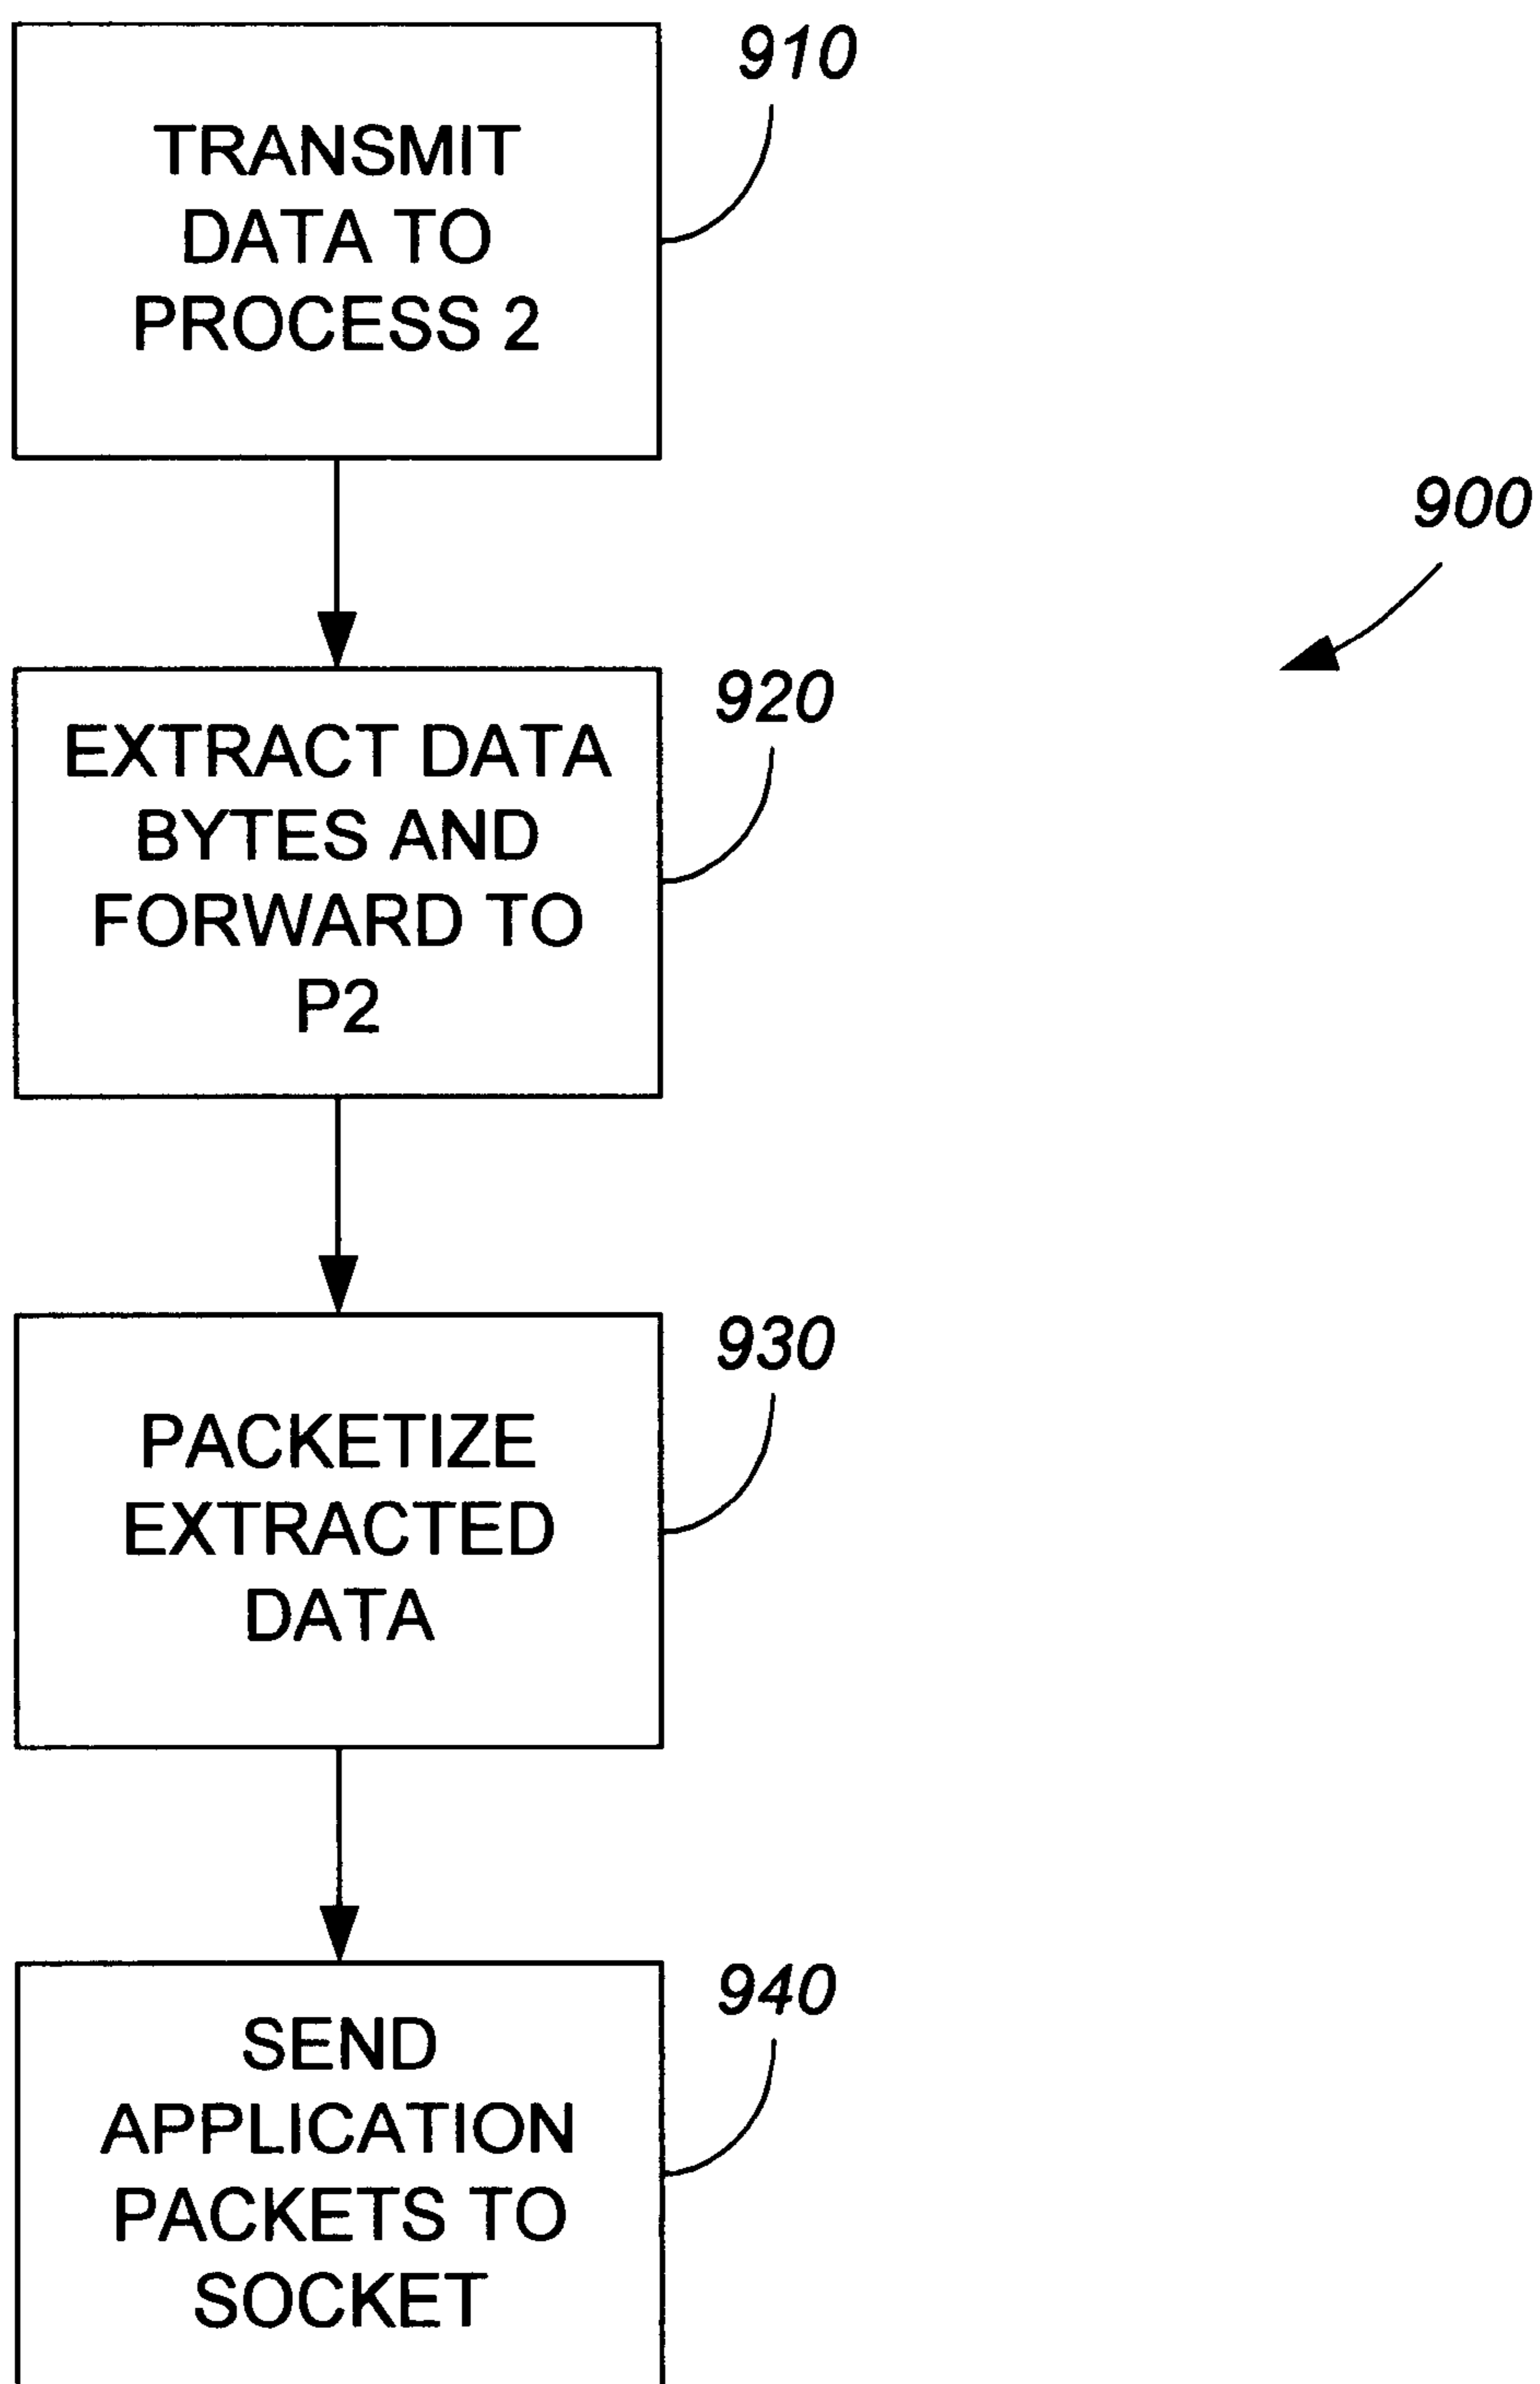 910
TRANSMIT
DATA TO
PROCESS 2
900
920
EXTRACT DATA
BYTES AND
FORWARD TO
P2
930
PACKETIZE
EXTRACTED
DATA
940
SEND
APPLICATION
PACKETS TO
SOCKET